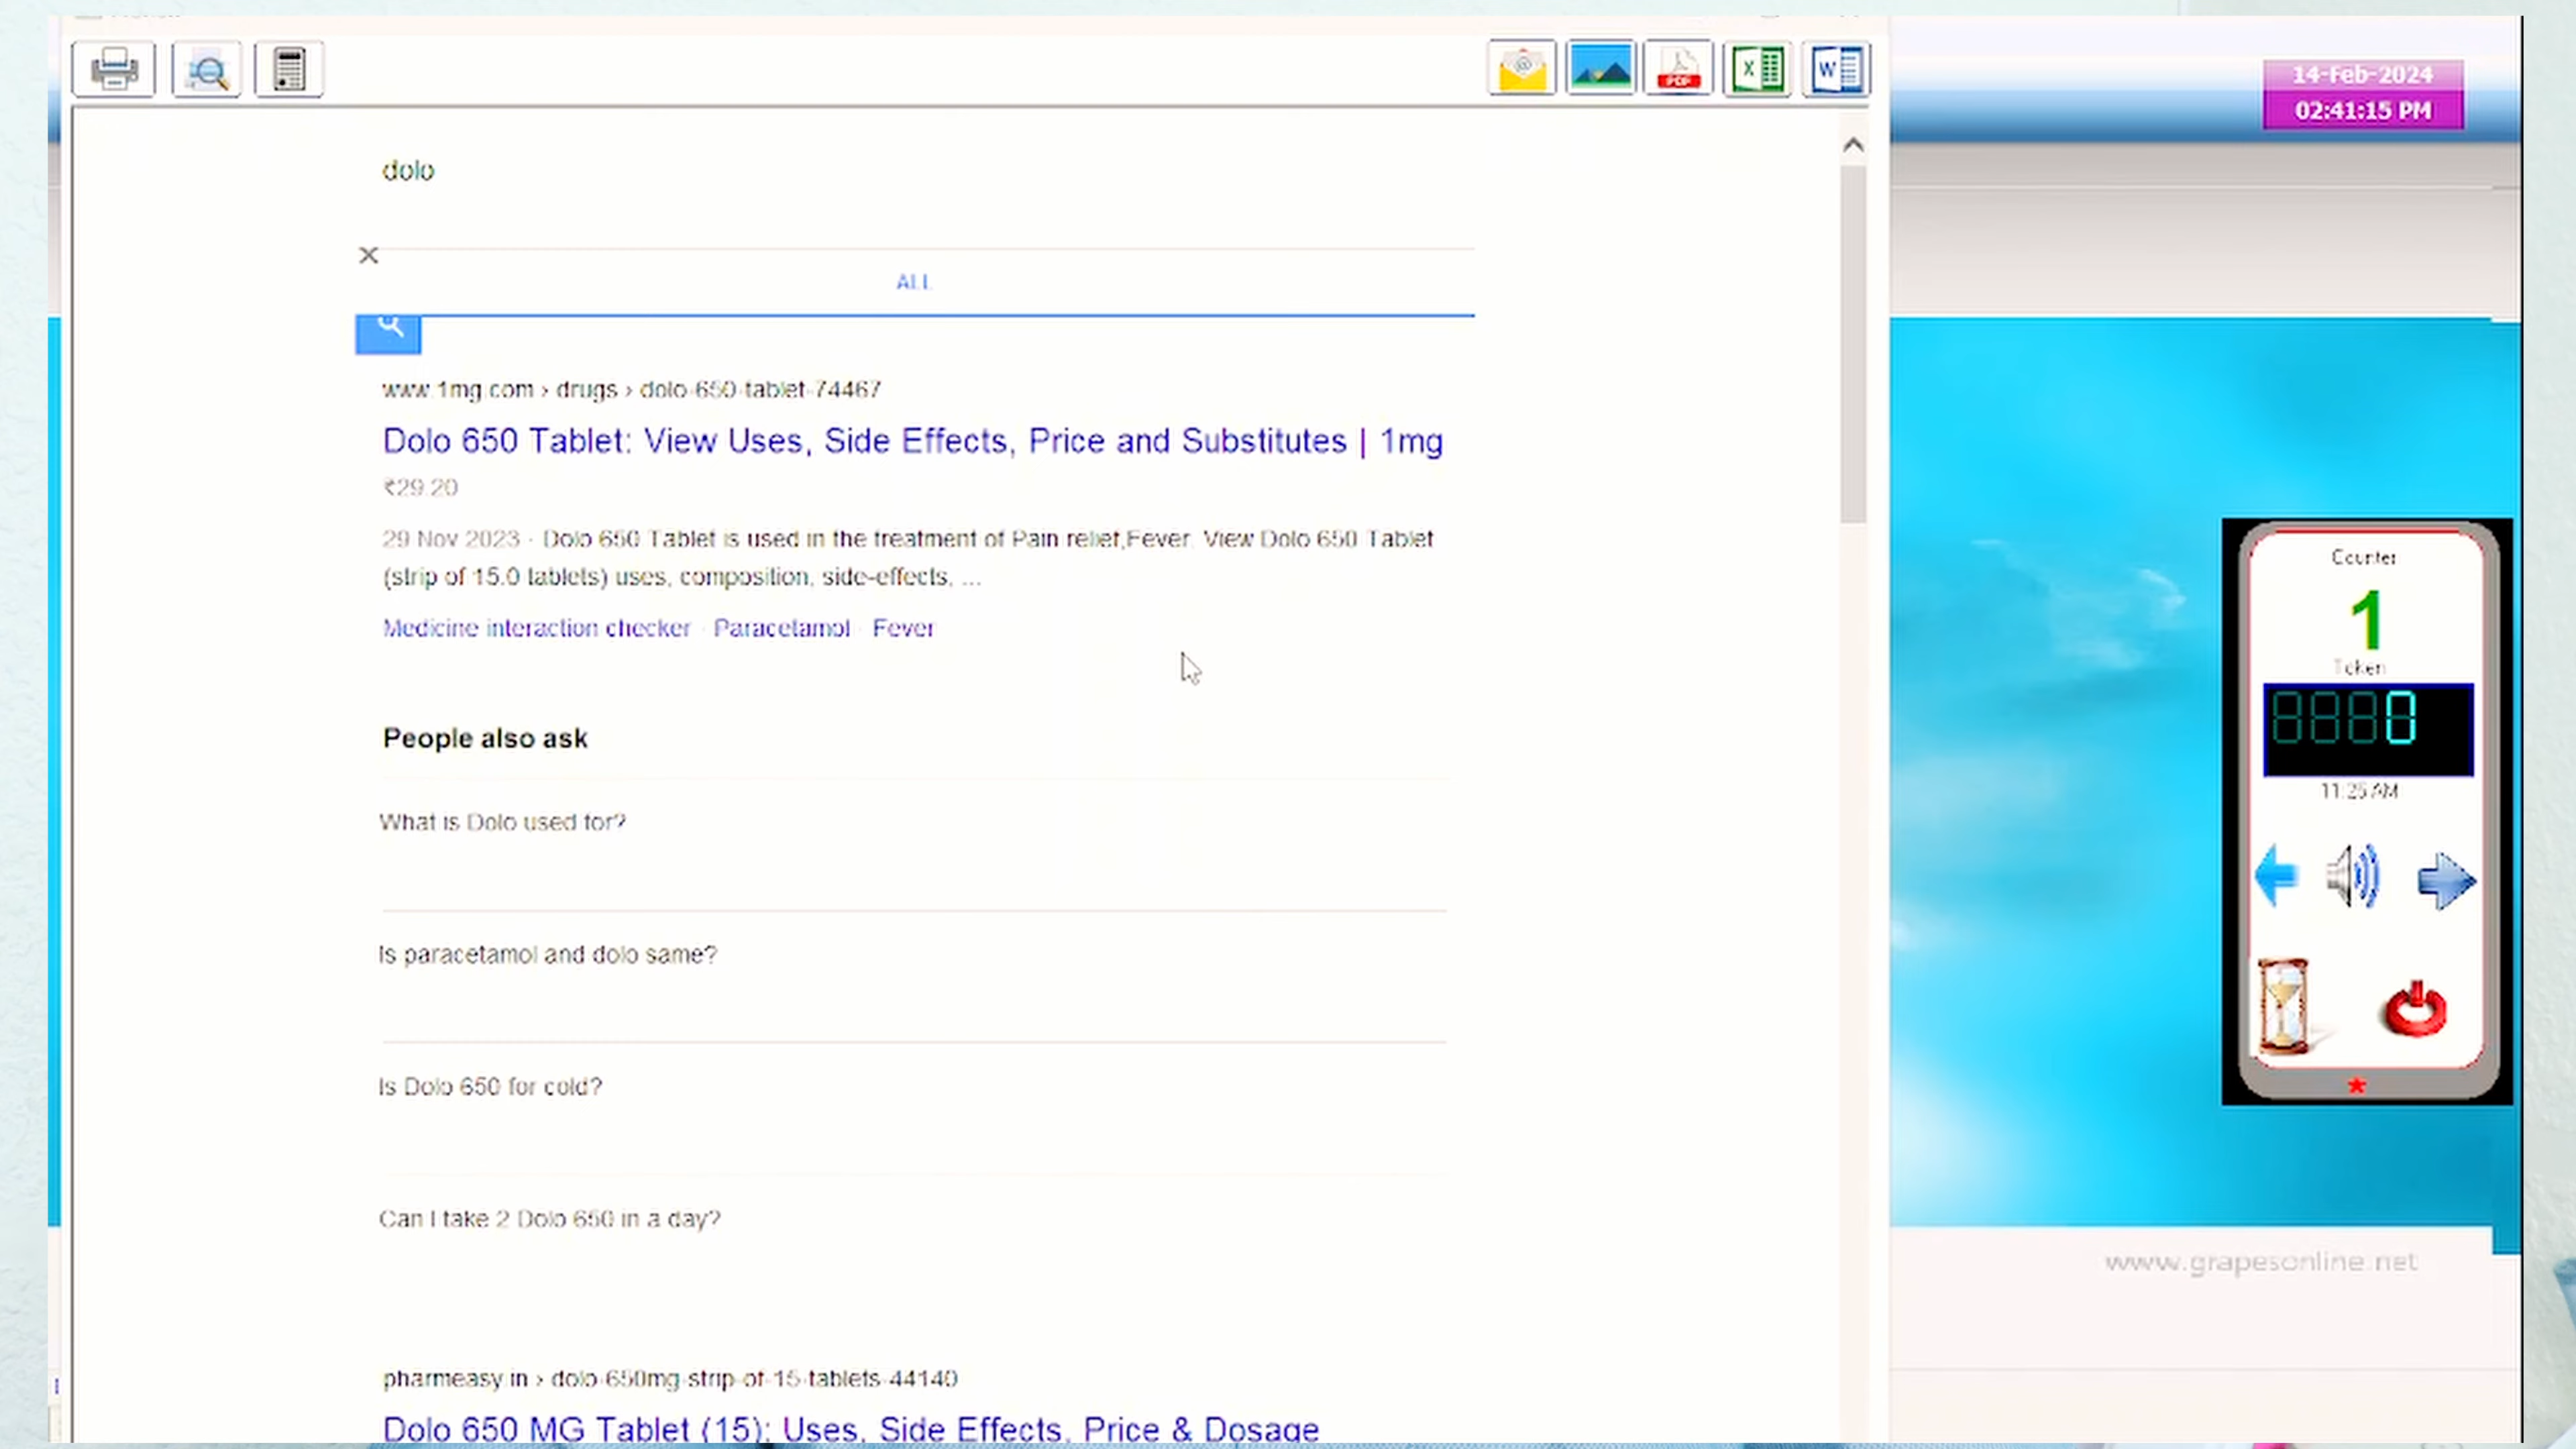 14-Feb-2024
02:41:15 PM
dolo
ALL
www.1mg.com › drugs › dolo-650-tablet-74467
Dolo 650 Tablet: View Uses, Side Effects, Price and Substitutes | 1mg
₹29.20
29 Nov 2023 · Dolo 650 Tablet is used in the treatment of Pain relief,Fever. View Dolo 650 Tablet
(strip of 15.0 tablets) uses, composition, side-effects, ...
Medicine interaction checker · Paracetamol · Fever
People also ask
What is Dolo used for?
Is paracetamol and dolo same?
Is Dolo 650 for cold?
Can I take 2 Dolo 650 in a day?
pharmeasy.in › dolo-650mg-strip-of-15-tablets-44140
Dolo 650 MG Tablet (15): Uses, Side Effects, Price & Dosage
PDF
X
W
Counter
1
Token
0
11:25 AM
www.grapesonline.net